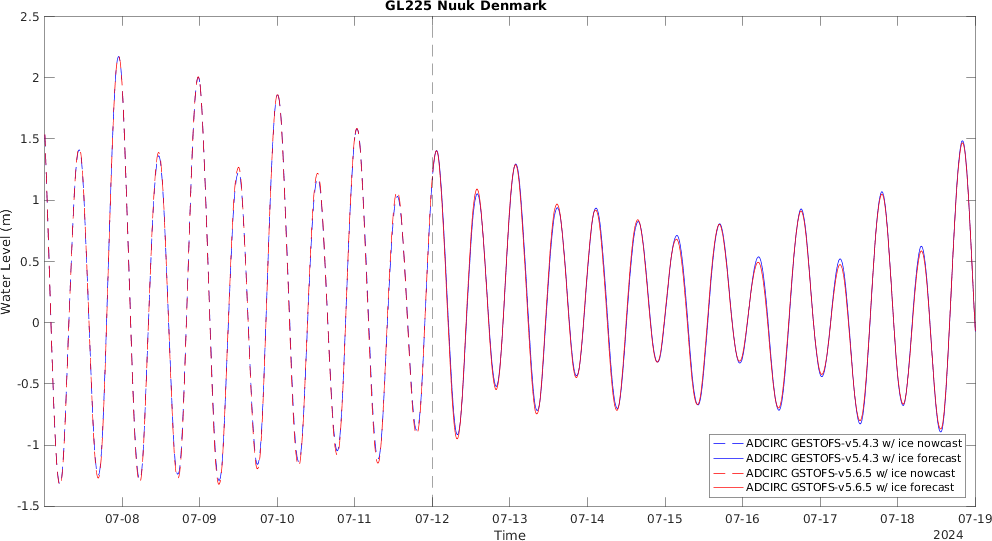 GL225 Nuuk Denmark
2.5
2
1.5
1
0.5
0
-0.5
-1
-1.5
Water Level (m)
ADCIRC GESTOFS-v5.4.3 w/ ice nowcast
ADCIRC GESTOFS-v5.4.3 w/ ice forecast
ADCIRC GSTOFS-v5.6.5 w/ ice nowcast
ADCIRC GSTOFS-v5.6.5 w/ ice forecast
07-08 07-09 07-10 07-11 07-12 07-13 07-14 07-15 07-16 07-17 07-18 07-19
Time 2024